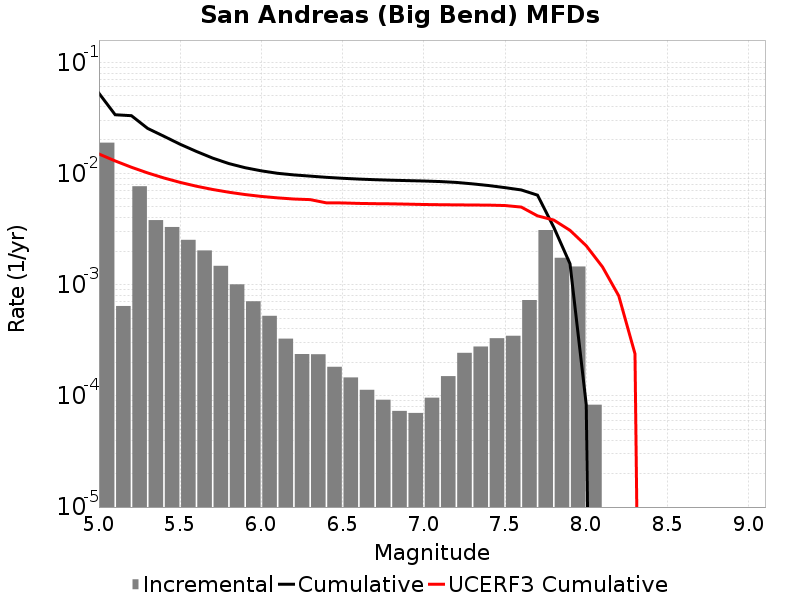 San Andreas (Big Bend) MFDs
10-1
10-2
10-3
10-4
10-5
Rate (1/yr)
5.0 5.5 6.0 6.5 7.0 7.5 8.0 8.5 9.0
Magnitude
Incremental Cumulative UCERF3 Cumulative